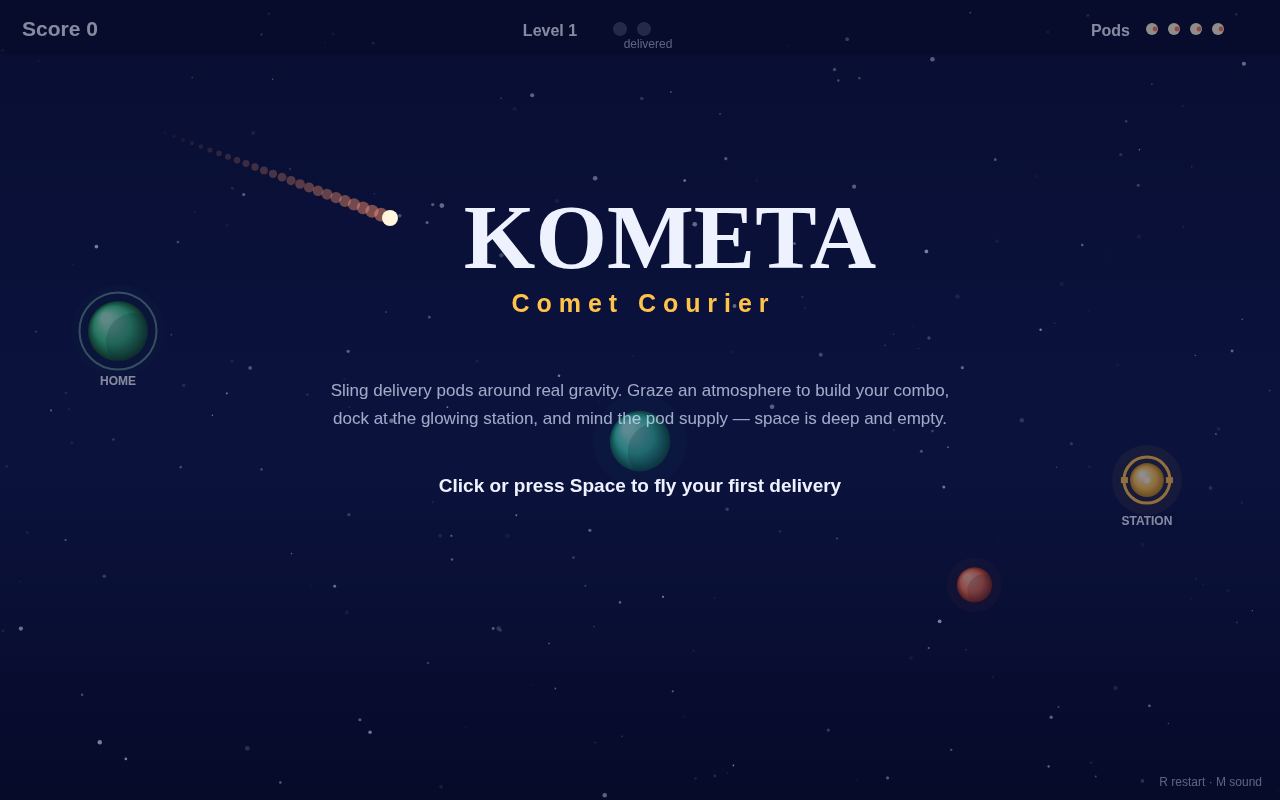 Score 0
Level 1
delivered
Pods
KOMETA
Comet Courier
HOME
Sling delivery pods around real gravity. Graze an atmosphere to build your combo,
dock at the glowing station, and mind the pod supply — space is deep and empty.
Click or press Space to fly your first delivery
STATION
R restart · M sound